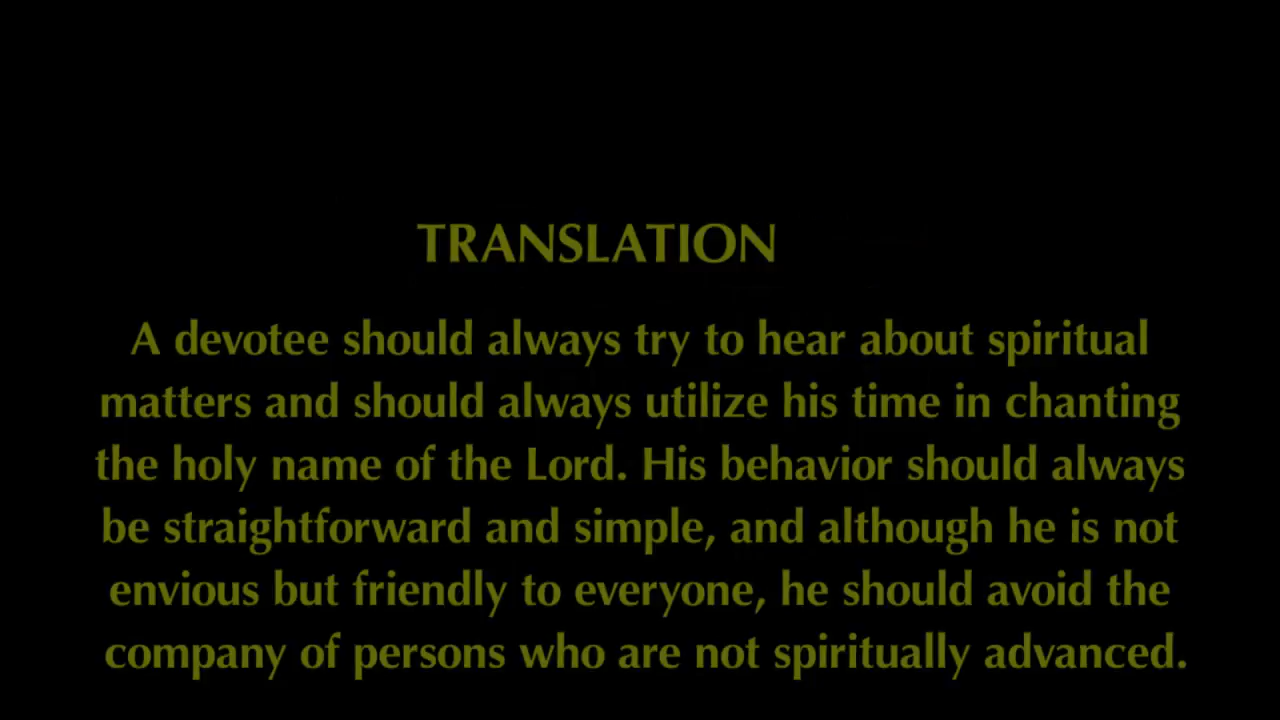 TRANSLATION
A devotee should always try to hear about spiritual
matters and should always utilize his time in chanting
the holy name of the Lord. His behavior should always
be straightforward and simple, and although he is not
envious but friendly to everyone, he should avoid the
company of persons who are not spiritually advanced.